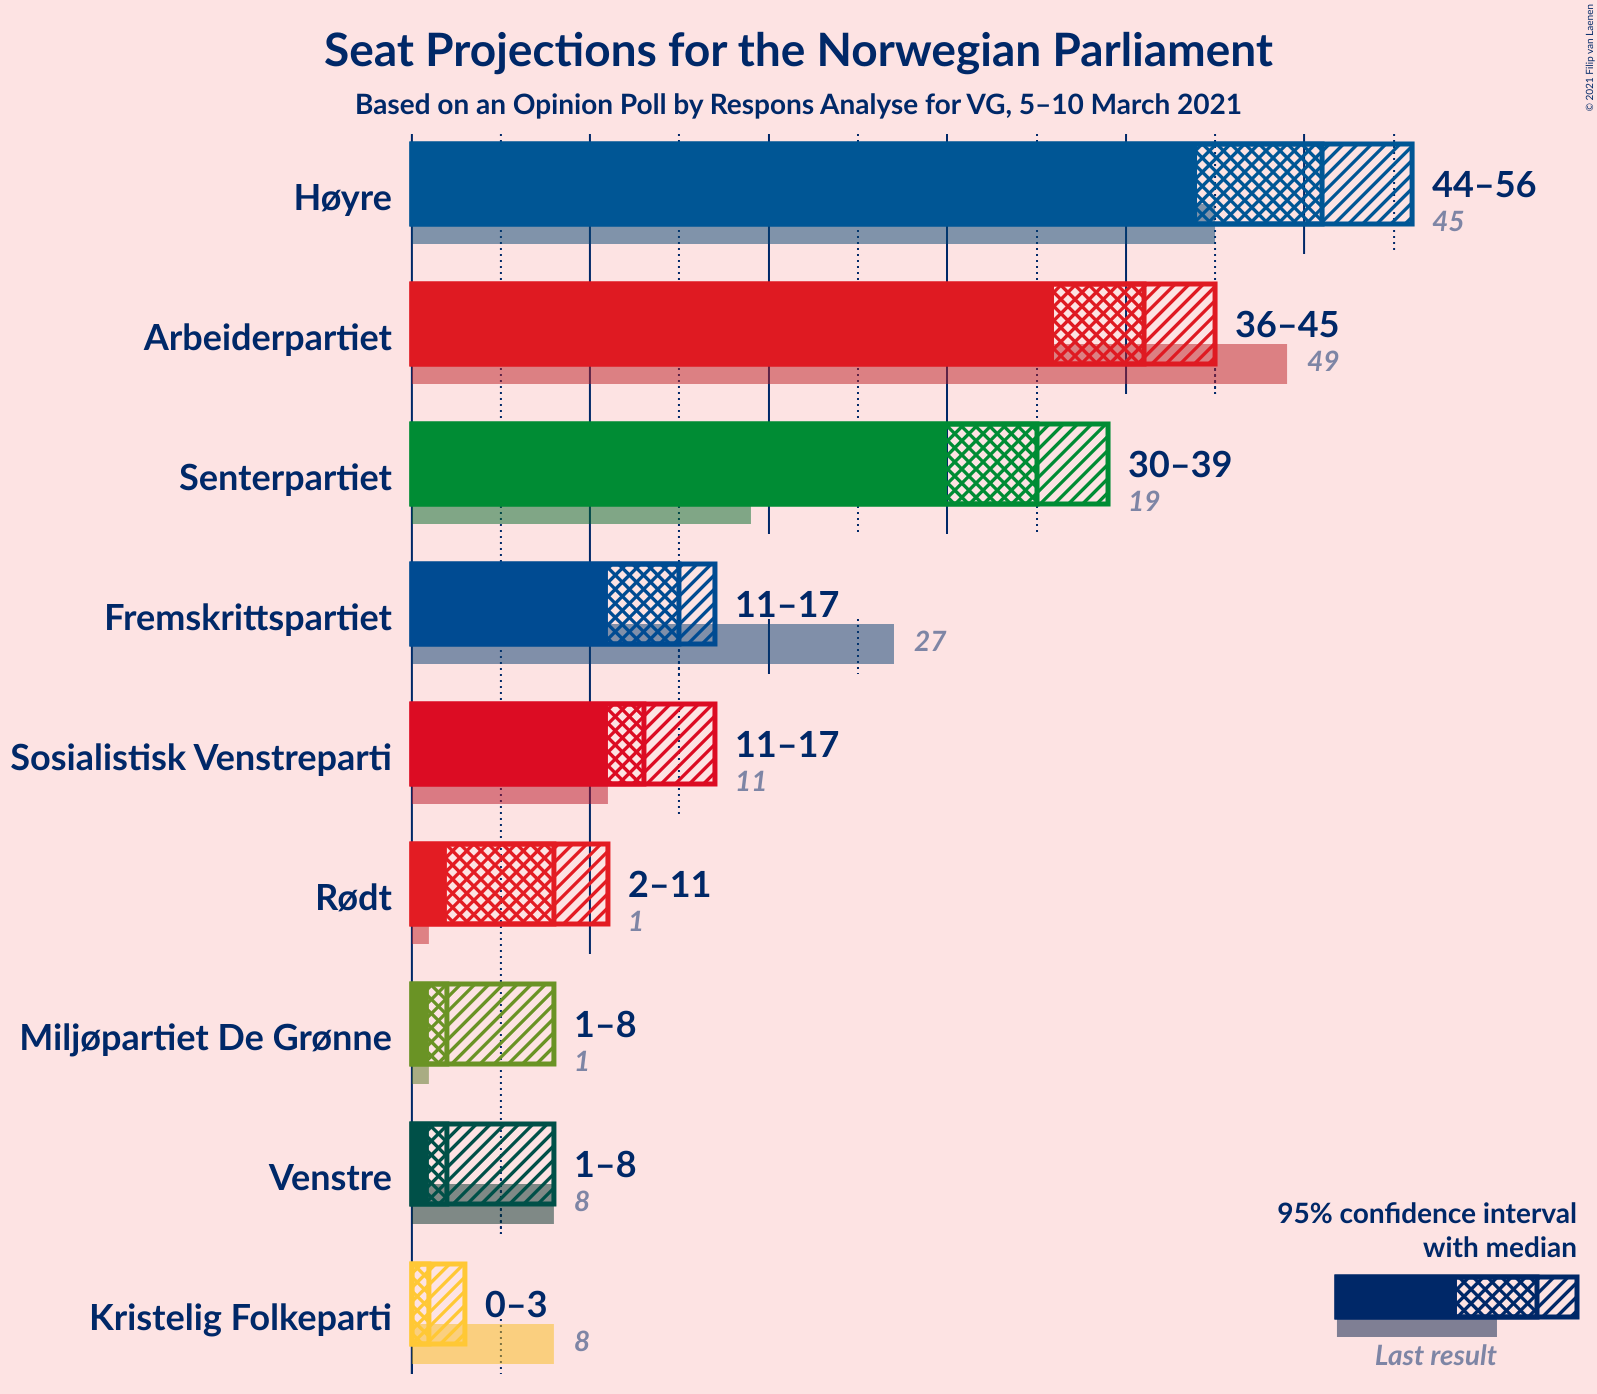 Seat Projections for the Norwegian Parliament
Based on an Opinion Poll by Respons Analyse for VG, 5–10 March 2021
© 2021 Filip van Laenen
Høyre
44–56
45
Arbeiderpartiet
36–45
49
Senterpartiet
30–39
19
Fremskrittspartiet
11–17
27
Sosialistisk Venstreparti
11–17
11
Rødt
2–11
1
Miljøpartiet De Grønne
1–8
1
Venstre
1–8
8
Kristelig Folkeparti
0–3
8
95% confidence interval
with median
Last result